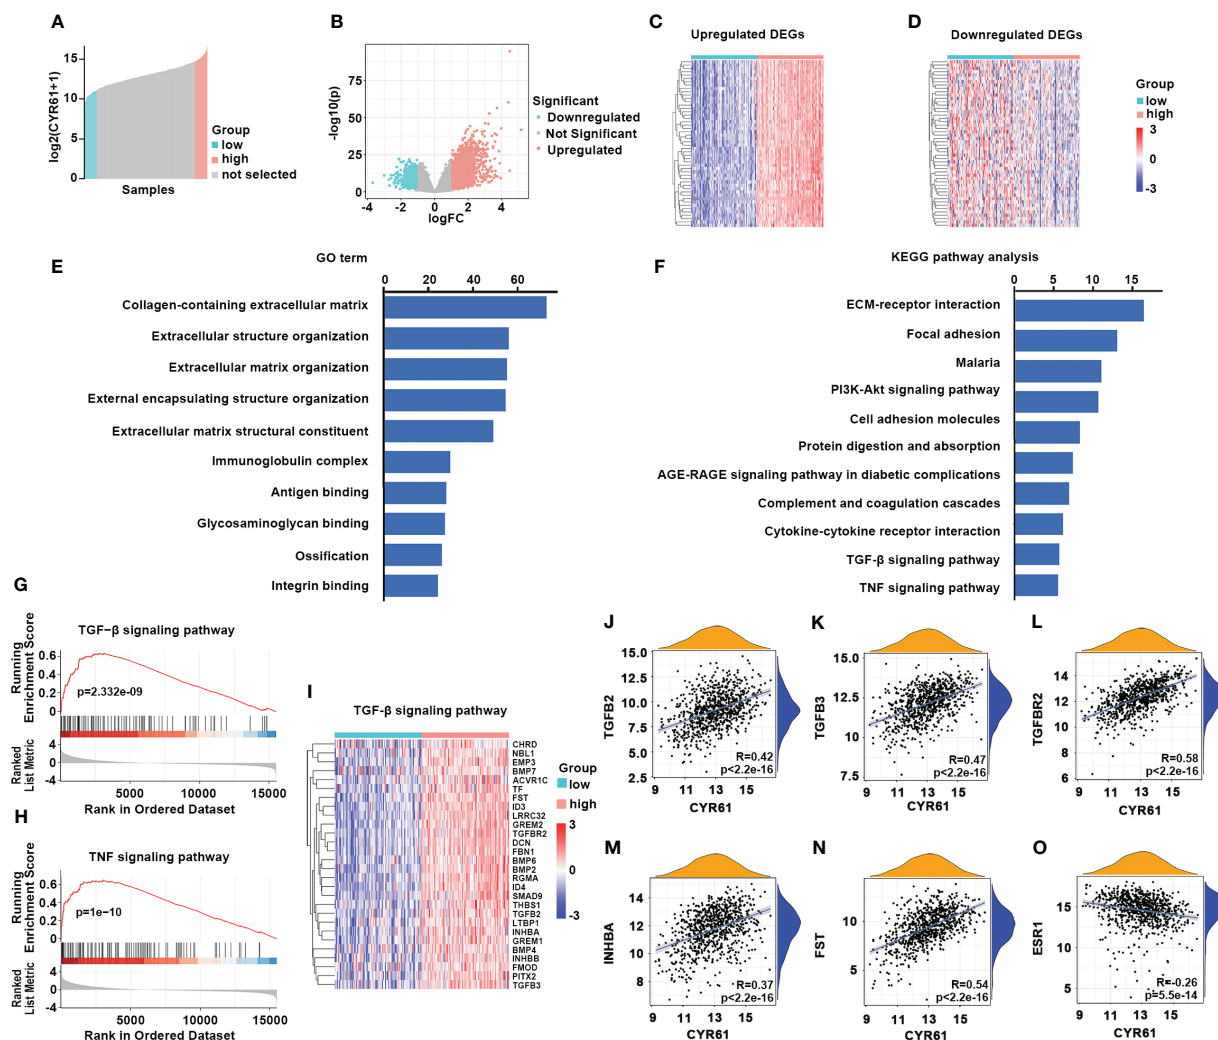 A
log2(CYR61+1)
15
10
5
0
Samples
Group
low
high
not selected
B
-log10(p)
75
50
25
0
-4
-2
0
2
4
logFC
Significant
Downregulated
Not Significant
Upregulated
C
Upregulated DEGs
D
Downregulated DEGs
Group
low
high
3
0
-3
E
GO term
0
20
40
60
Collagen-containing extracellular matrix
Extracellular structure organization
Extracellular matrix organization
External encapsulating structure organization
Extracellular matrix structural constituent
Immunoglobulin complex
Antigen binding
Glycosaminoglycan binding
Ossification
Integrin binding
F
KEGG pathway analysis
0
5
10
15
ECM-receptor interaction
Focal adhesion
Malaria
PI3K-Akt signaling pathway
Cell adhesion molecules
Protein digestion and absorption
AGE-RAGE signaling pathway in diabetic complications
Complement and coagulation cascades
Cytokine-cytokine receptor interaction
TGF-β signaling pathway
TNF signaling pathway
G
TGF−β signaling pathway
Running
Enrichment Score
0.6
0.4
0.2
0
p=2.332e-09
Ranked
List Metric
4
0
-4
5000
10000
15000
Rank in Ordered Dataset
H
TNF signaling pathway
Running
Enrichment Score
0.6
0.4
0.2
0
p=1e−10
Ranked
List Metric
4
0
-4
5000
10000
15000
Rank in Ordered Dataset
I
TGF-β signaling pathway
CHRD
NBL1
EMP3
BMP7
ACVR1C
TF
FST
ID3
LRRC32
GREM2
TGFBR2
DCN
FBN1
BMP6
BMP2
RGMA
ID4
SMAD9
THBS1
TGFB2
LTBP1
INHBA
GREM1
BMP4
INHBB
FMOD
PITX2
TGFB3
Group
low
high
3
0
-3
J
TGFB2
15.0
12.5
10.0
7.5
5.0
2.5
R=0.42
p<2.2e-16
9
11
13
15
CYR61
K
TGFB3
15.0
12.5
10
7.5
R=0.47
p<2.2e-16
9
11
13
15
CYR61
L
TGFBR2
14
12
10
8
6
R=0.58
p<2.2e-16
9
11
13
15
CYR61
M
INHBA
14
12
10
8
R=0.37
p<2.2e-16
9
11
13
15
CYR61
N
FST
10
5
R=0.54
p<2.2e-16
9
11
13
15
CYR61
O
ESR1
15
10
5
R=-0.26
p=5.5e-14
9
11
13
15
CYR61